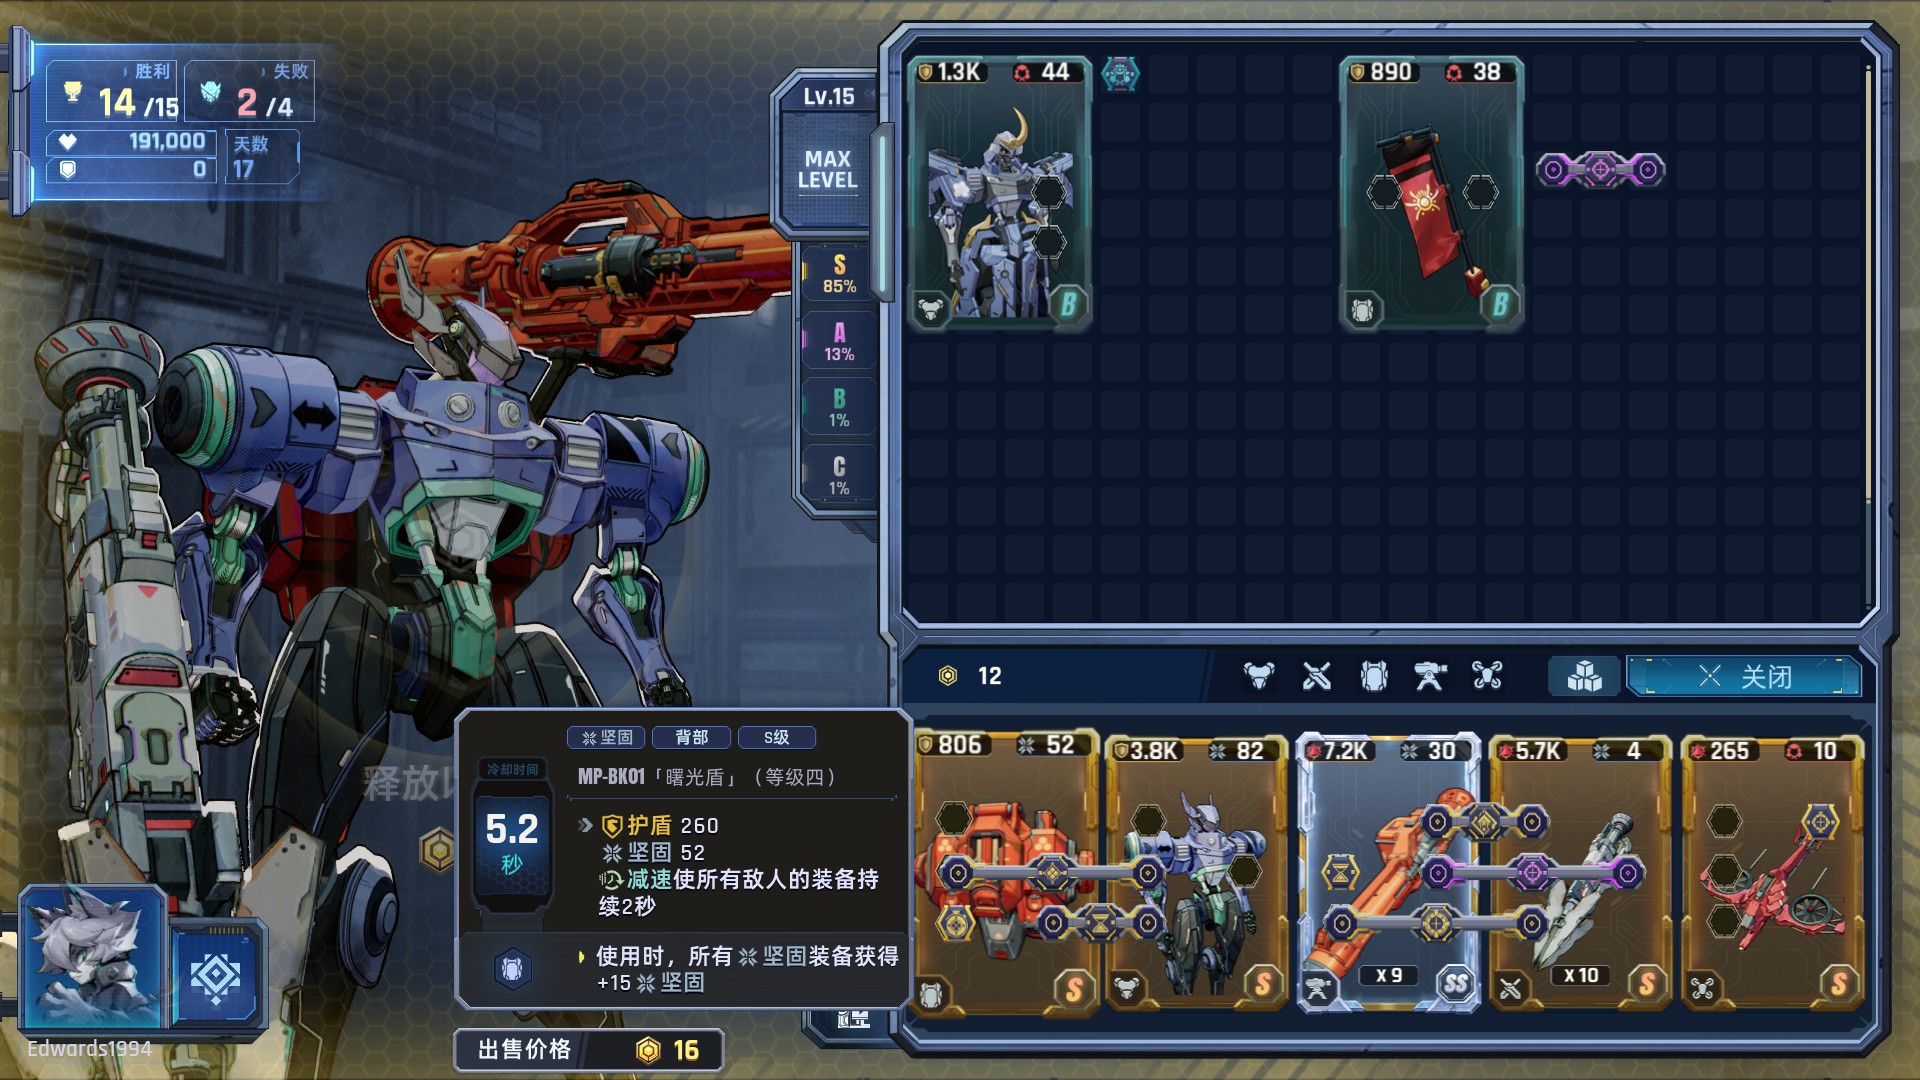 胜利
14/15
失败
2/4
191,000
0
天数
17
Lv.15
MAX
LEVEL
S
85%
A
13%
B
1%
C
1%
1.3K
44
B
890
38
B
12
关闭
806
52
S
3.8K
82
S
7.2K
30
X9
SS
5.7K
4
X10
S
265
10
S
释放
坚固
背部
S级
冷却时间
5.2
秒
MP-BK01「曙光盾」（等级四）
护盾 260
坚固 52
减速使所有敌人的装备持
续2秒
使用时，所有坚固装备获得
+15坚固
出售价格
16
Edwards1994